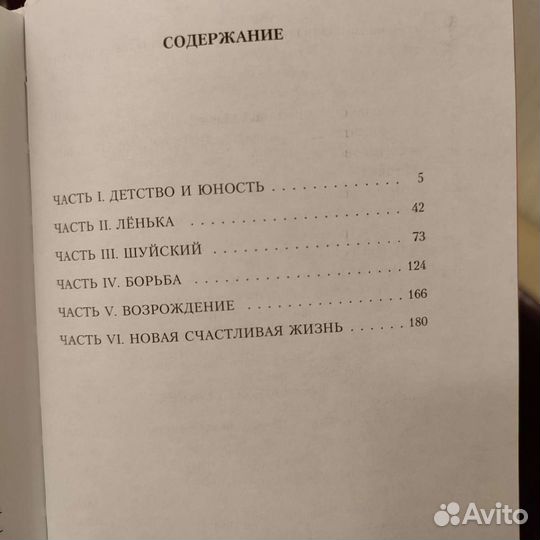 СОДЕРЖАНИЕ
ЧАСТЬ I. ДЕТСТВО И ЮНОСТЬ . . . . . . . . . . . . 5
ЧАСТЬ II. ЛЁНЬКА . . . . . . . . . . . . . . . . . . . 42
ЧАСТЬ III. ШУЙСКИЙ . . . . . . . . . . . . . . . . . 73
ЧАСТЬ IV. БОРЬБА . . . . . . . . . . . . . . . . . . 124
ЧАСТЬ V. ВОЗРОЖДЕНИЕ . . . . . . . . . . . . . . 166
ЧАСТЬ VI. НОВАЯ СЧАСТЛИВАЯ ЖИЗНЬ . . . . . 180
Avito